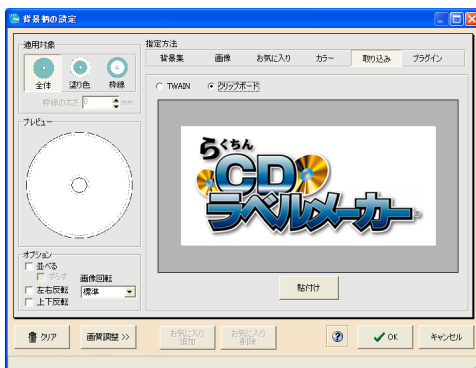 背景柄の設定
適用対象
全体 塗り色 枠線
枠線の太さ 0 mm
プレビュー
オプション
並べる
ずらす
画像回転
左右反転
標準
上下反転
指定方法
背景集 画像 お気に入り カラー 取り込み プラグイン
TWAIN クリップボード
らくちん
CD
ラベルメーカー
貼付け
クリア 画質調整 >> お気に入り追加 お気に入り削除 OK キャンセル